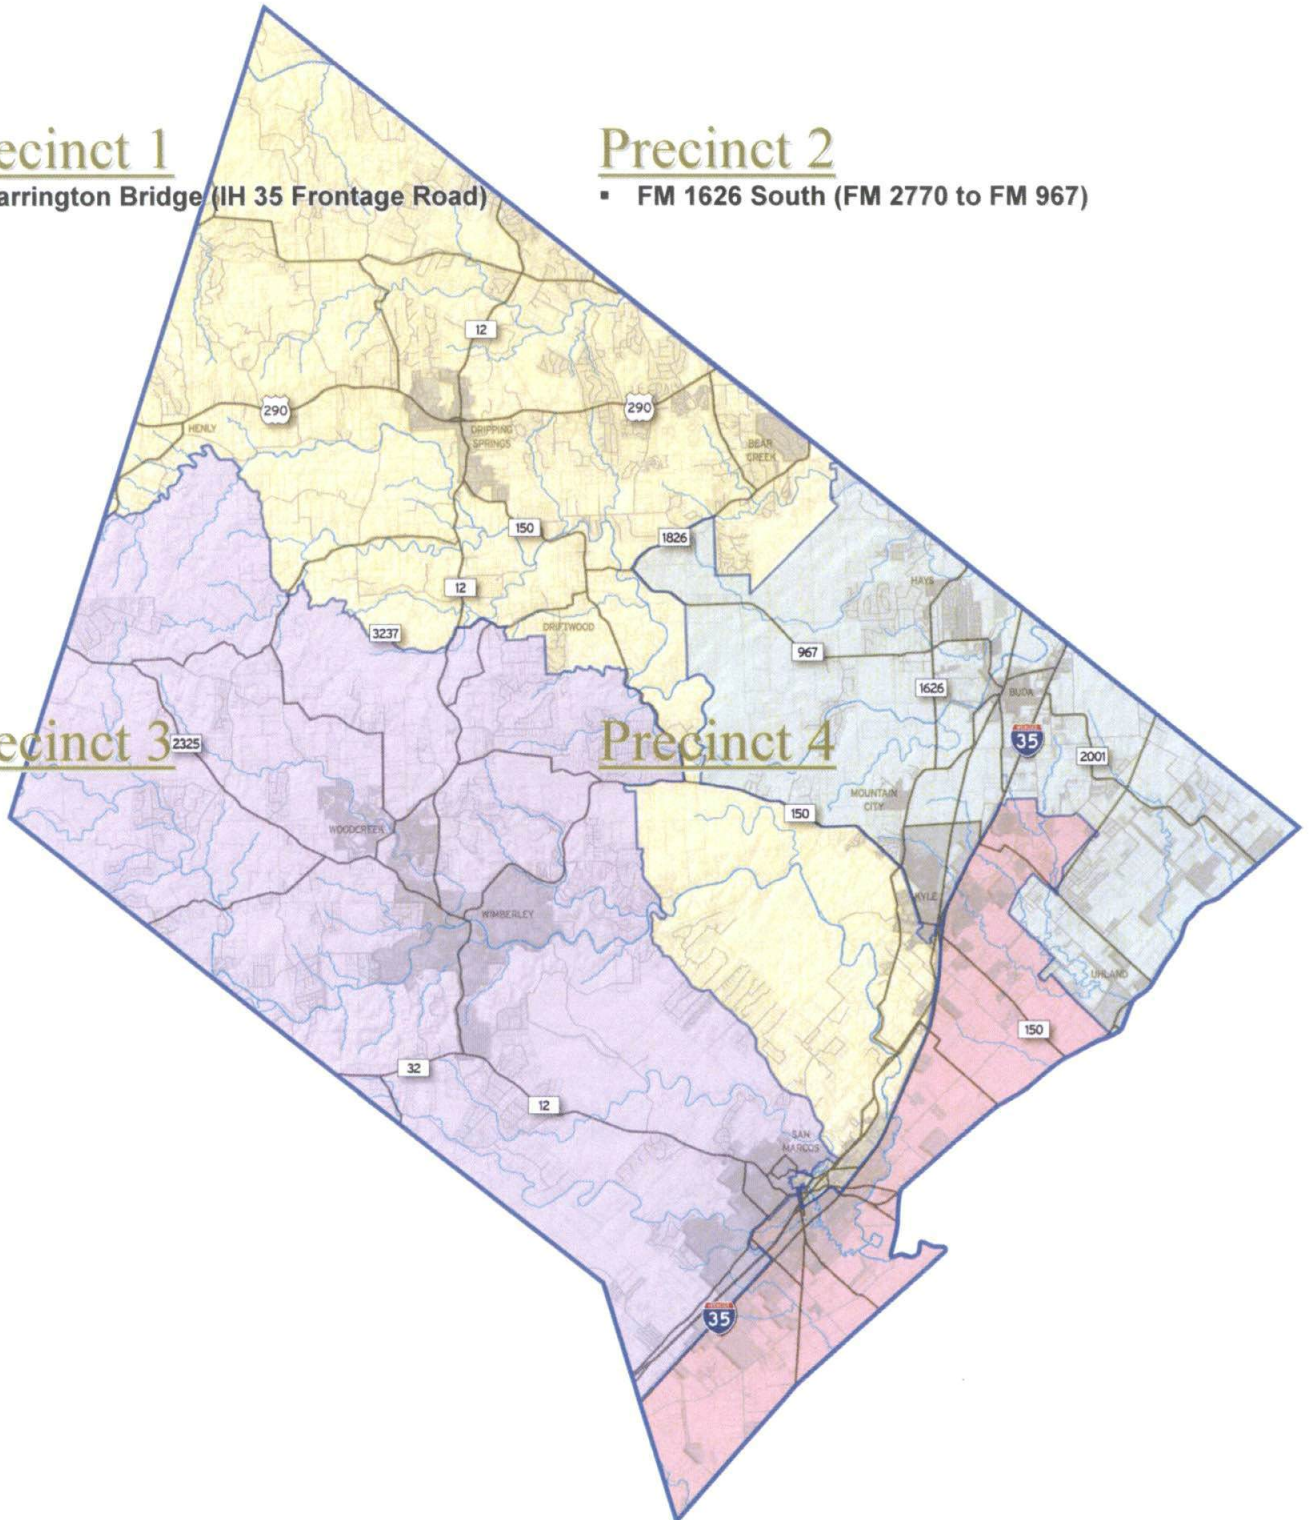 ecinct 1
Precinct 2
arrington Bridge (IH 35 Frontage Road)
▪ FM 1626 South (FM 2770 to FM 967)
12
290
290
HENLY
DRIPPING
SPRINGS
BEAR
CREEK
150
1826
12
HAYS
3237
DRIFTWOOD
967
1626
BUDA
ecinct 3
2325
Precinct 4
35
2001
MOUNTAIN
CITY
150
WOODCREEK
KYLE
WIMBERLEY
UHLAND
150
32
12
SAN
MARCOS
35